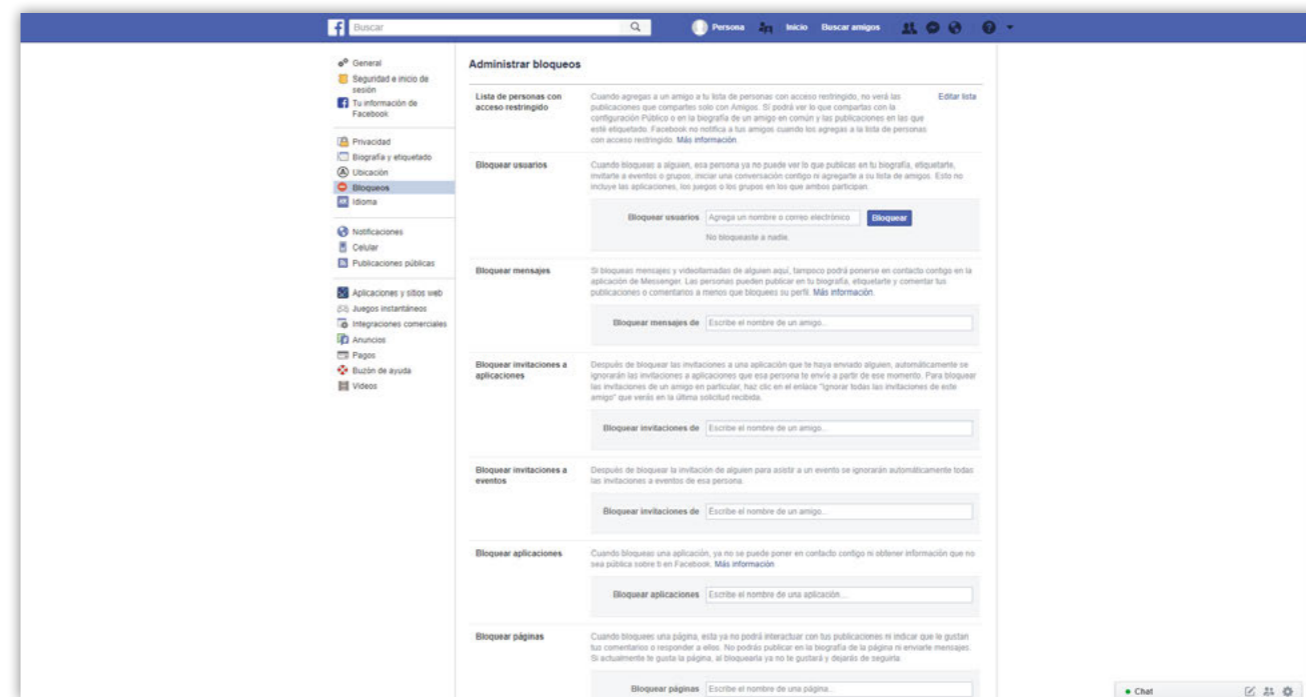 Buscar
Persona
Inicio
Buscar amigos
General
Seguridad e inicio de
sesión
Tu información de
Facebook
Privacidad
Biografía y etiquetado
Ubicación
Bloqueos
Idioma
Notificaciones
Celular
Publicaciones públicas
Aplicaciones y sitios web
Juegos instantáneos
Integraciones comerciales
Anuncios
Pagos
Buzón de ayuda
Videos
Administrar bloqueos
Lista de personas con
acceso restringido
Cuando agregas a un amigo a tu lista de personas con acceso restringido, no verá las
publicaciones que compartes solo con Amigos. Sí podrá ver lo que compartas con la
configuración Público o en la biografía de un amigo en común y las publicaciones en las que
esté etiquetado. Facebook no notifica a tus amigos cuando los agregas a la lista de personas
con acceso restringido. Más información.
Editar lista
Bloquear usuarios
Cuando bloqueas a alguien, esa persona ya no puede ver lo que publicas en tu biografía, etiquetarte,
invitarte a eventos o grupos, iniciar una conversación contigo ni agregarte a su lista de amigos. Esto no
incluye las aplicaciones, los juegos o los grupos en los que ambos participan.
Bloquear usuarios
Agrega un nombre o correo electrónico
Bloquear
No bloqueaste a nadie.
Bloquear mensajes
Si bloqueas mensajes y videollamadas de alguien aquí, tampoco podrá ponerse en contacto contigo en la
aplicación de Messenger. Las personas pueden publicar en tu biografía, etiquetarte y comentar tus
publicaciones o comentarios a menos que bloquees su perfil. Más información.
Bloquear mensajes de
Escribe el nombre de un amigo...
Bloquear invitaciones a
aplicaciones
Después de bloquear las invitaciones a una aplicación que te haya enviado alguien, automáticamente se
ignorarán las invitaciones a aplicaciones que esa persona te envíe a partir de ese momento. Para bloquear
las invitaciones de un amigo en particular, haz clic en el enlace "Ignorar todas las invitaciones de este
amigo" que verás en la última solicitud recibida.
Bloquear invitaciones de
Escribe el nombre de un amigo...
Bloquear invitaciones a
eventos
Después de bloquear la invitación de alguien para asistir a un evento se ignorarán automáticamente todas
las invitaciones a eventos de esa persona.
Bloquear invitaciones de
Escribe el nombre de un amigo...
Bloquear aplicaciones
Cuando bloqueas una aplicación, ya no se puede poner en contacto contigo ni obtener información que no
sea pública sobre ti en Facebook. Más información
Bloquear aplicaciones
Escribe el nombre de una aplicación...
Bloquear páginas
Cuando bloquees una página, esta ya no podrá interactuar con tus publicaciones ni indicar que le gustan
tus comentarios o responder a ellos. No podrás publicar en la biografía de la página ni enviarle mensajes.
Si actualmente te gusta la página, al bloquearla ya no te gustará y dejarás de seguirla.
Bloquear páginas
Escribe el nombre de una página...
Chat